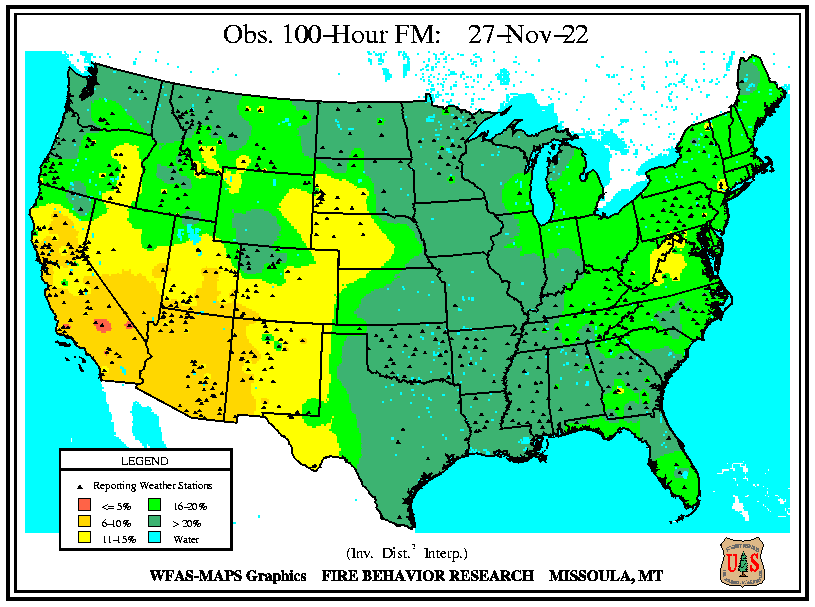 Obs. 100-Hour FM: 27-Nov-22
LEGEND
Reporting Weather Stations
<= 5%
16-20%
6-10%
> 20%
11-15%
Water
(Inv. Dist.² Interp.)
WFAS-MAPS Graphics FIRE BEHAVIOR RESEARCH MISSOULA, MT
U S